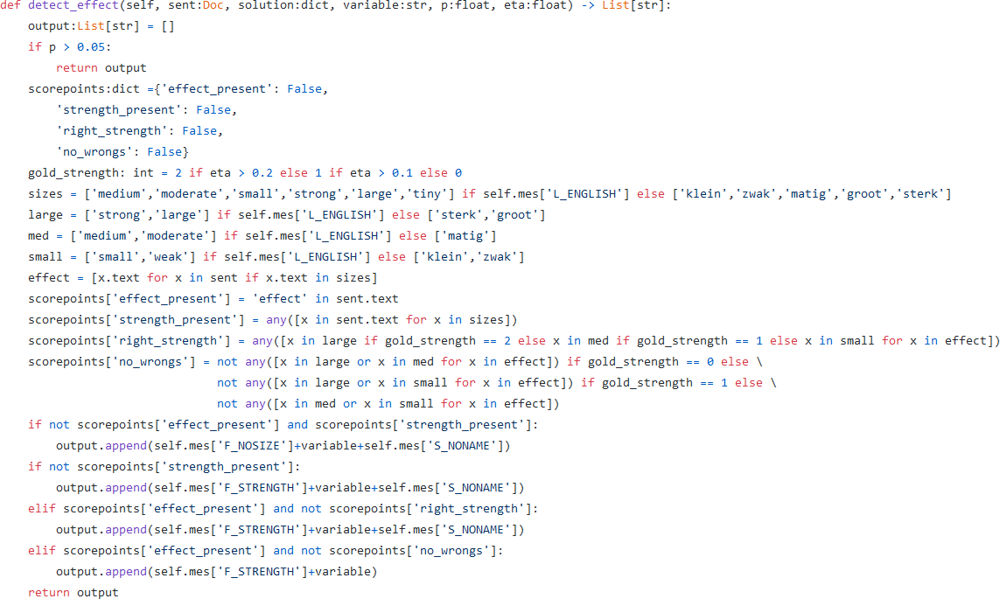 def detect_effect(self, sent:Doc, solution:dict, variable:str, p:float, eta:float) -> List[str]:
    output:List[str] = []
    if p > 0.05:
        return output
    scorepoints:dict ={'effect_present': False,
        'strength_present': False,
        'right_strength': False,
        'no_wrongs': False}
    gold_strength: int = 2 if eta > 0.2 else 1 if eta > 0.1 else 0
    sizes = ['medium','moderate','small','strong','large','tiny'] if self.mes['L_ENGLISH'] else ['klein','zwak','matig','groot','sterk']
    large = ['strong','large'] if self.mes['L_ENGLISH'] else ['sterk','groot']
    med = ['medium','moderate'] if self.mes['L_ENGLISH'] else ['matig']
    small = ['small','weak'] if self.mes['L_ENGLISH'] else ['klein','zwak']
    effect = [x.text for x in sent if x.text in sizes]
    scorepoints['effect_present'] = 'effect' in sent.text
    scorepoints['strength_present'] = any([x in sent.text for x in sizes])
    scorepoints['right_strength'] = any([x in large if gold_strength == 2 else x in med if gold_strength == 1 else x in small for x in effect])
    scorepoints['no_wrongs'] = not any([x in large or x in med for x in effect]) if gold_strength == 0 else \
                               not any([x in large or x in small for x in effect]) if gold_strength == 1 else \
                               not any([x in med or x in small for x in effect])
    if not scorepoints['effect_present'] and scorepoints['strength_present']:
        output.append(self.mes['F_NOSIZE']+variable+self.mes['S_NONAME'])
    if not scorepoints['strength_present']:
        output.append(self.mes['F_STRENGTH']+variable+self.mes['S_NONAME'])
    elif scorepoints['effect_present'] and not scorepoints['right_strength']:
        output.append(self.mes['F_STRENGTH']+variable+self.mes['S_NONAME'])
    elif scorepoints['effect_present'] and not scorepoints['no_wrongs']:
        output.append(self.mes['F_STRENGTH']+variable)
    return output